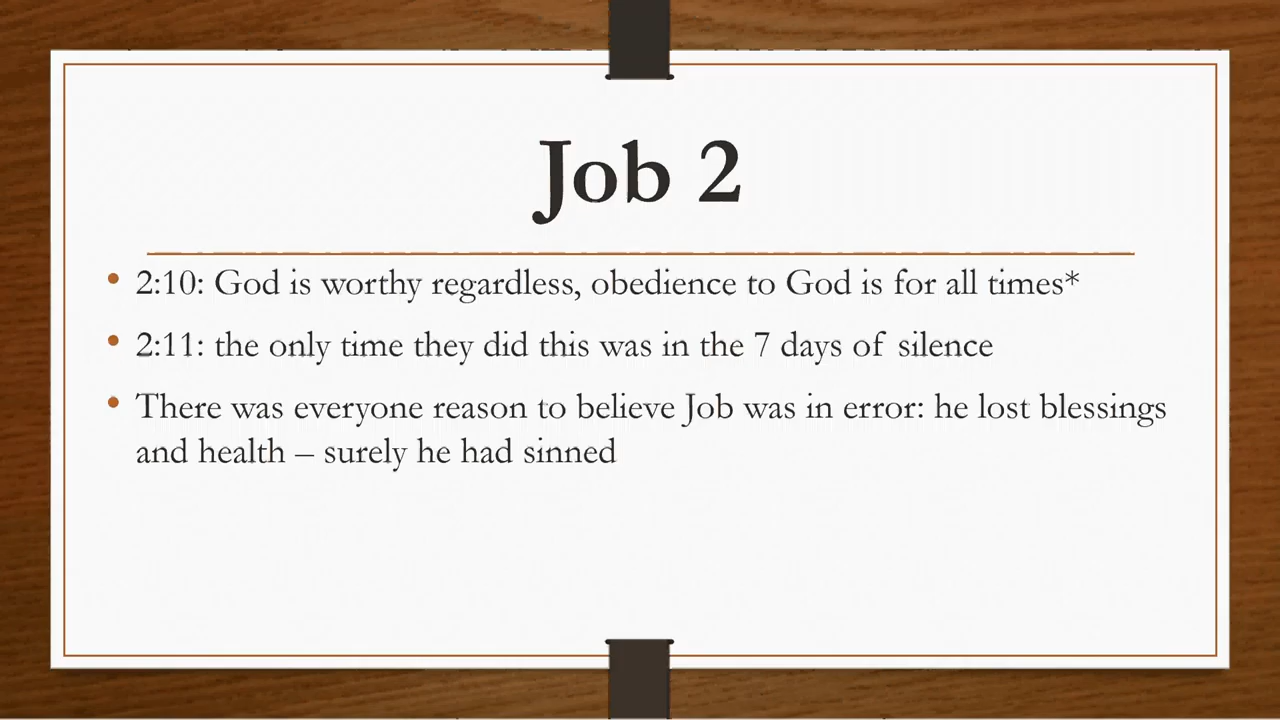 Job 2
• 2:10: God is worthy regardless, obedience to God is for all times*
• 2:11: the only time they did this was in the 7 days of silence
• There was everyone reason to believe Job was in error: he lost blessings
and health – surely he had sinned